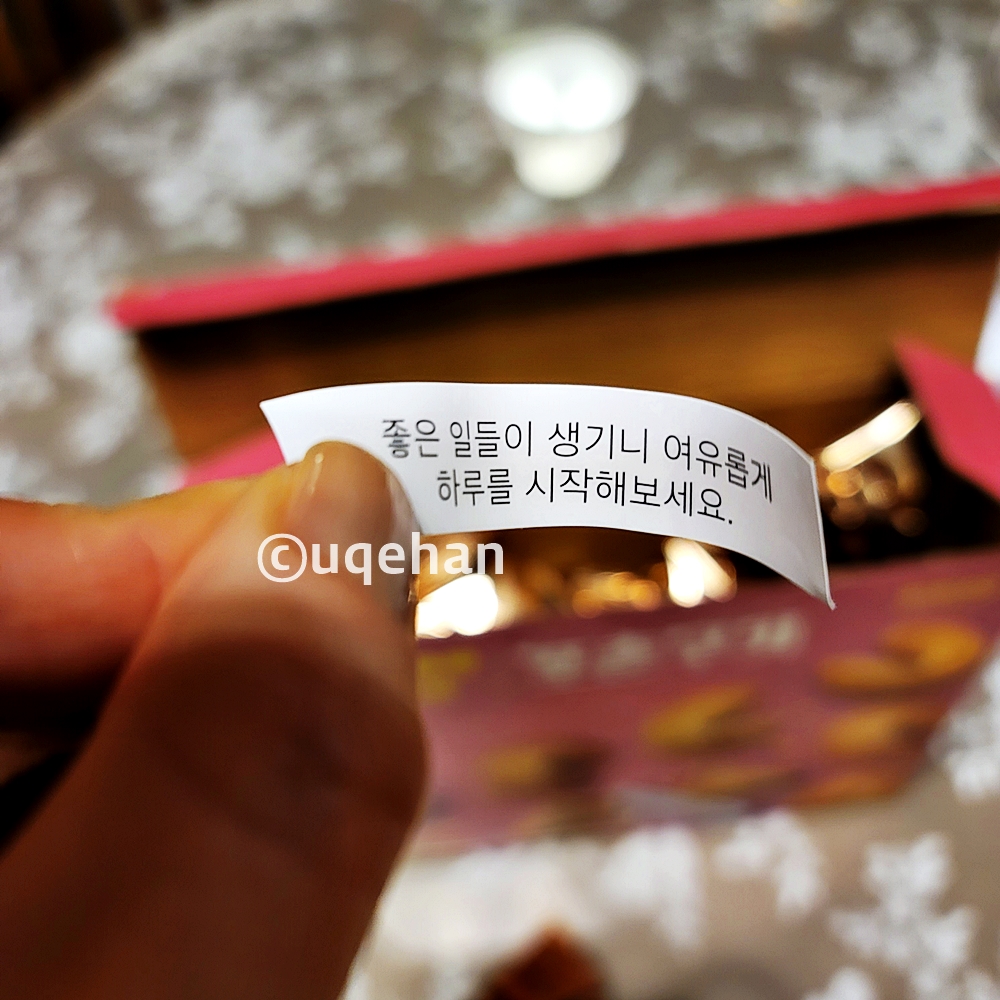 좋은 일들이 생기니 여유롭게
하루를 시작해보세요.
©uqehan